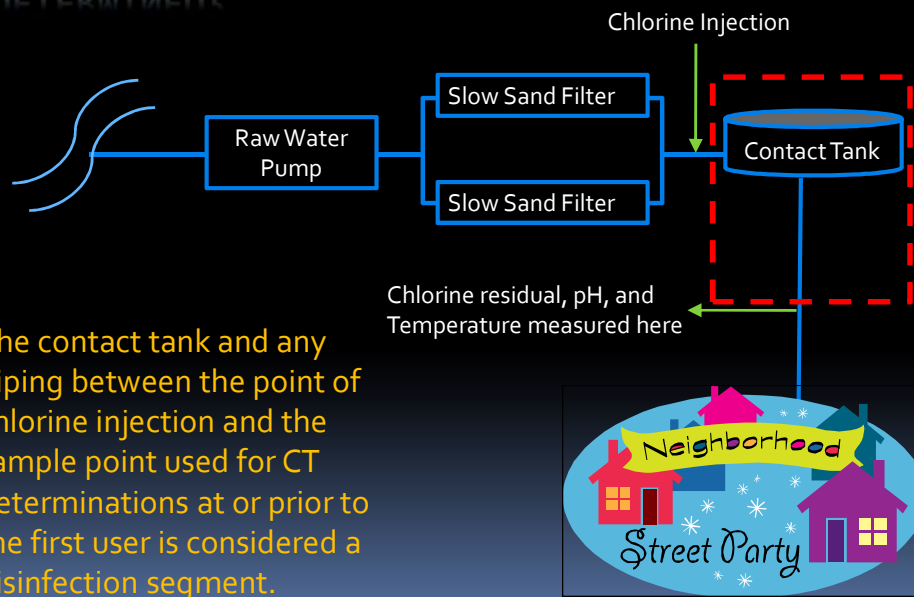 Chlorine Injection
Slow Sand Filter
Raw Water
Pump
Contact Tank
Slow Sand Filter
Chlorine residual, pH, and
Temperature measured here
he contact tank and any
iping between the point of
hlorine injection and the
ample point used for CT
eterminations at or prior to
he first user is considered a
isinfection segment.
Neighborhood
Street Party